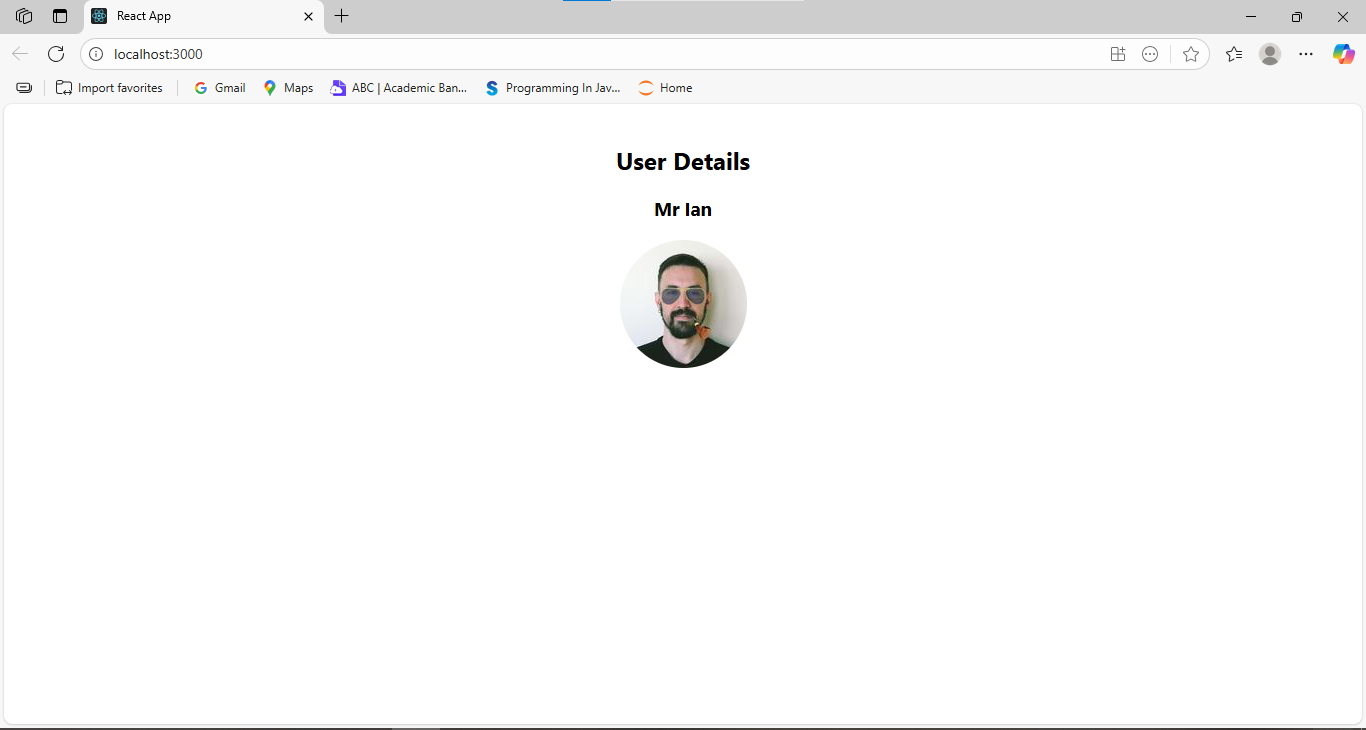 React App
localhost:3000
Import favorites
Gmail
Maps
ABC | Academic Ban...
Programming In Jav...
Home
User Details
Mr Ian